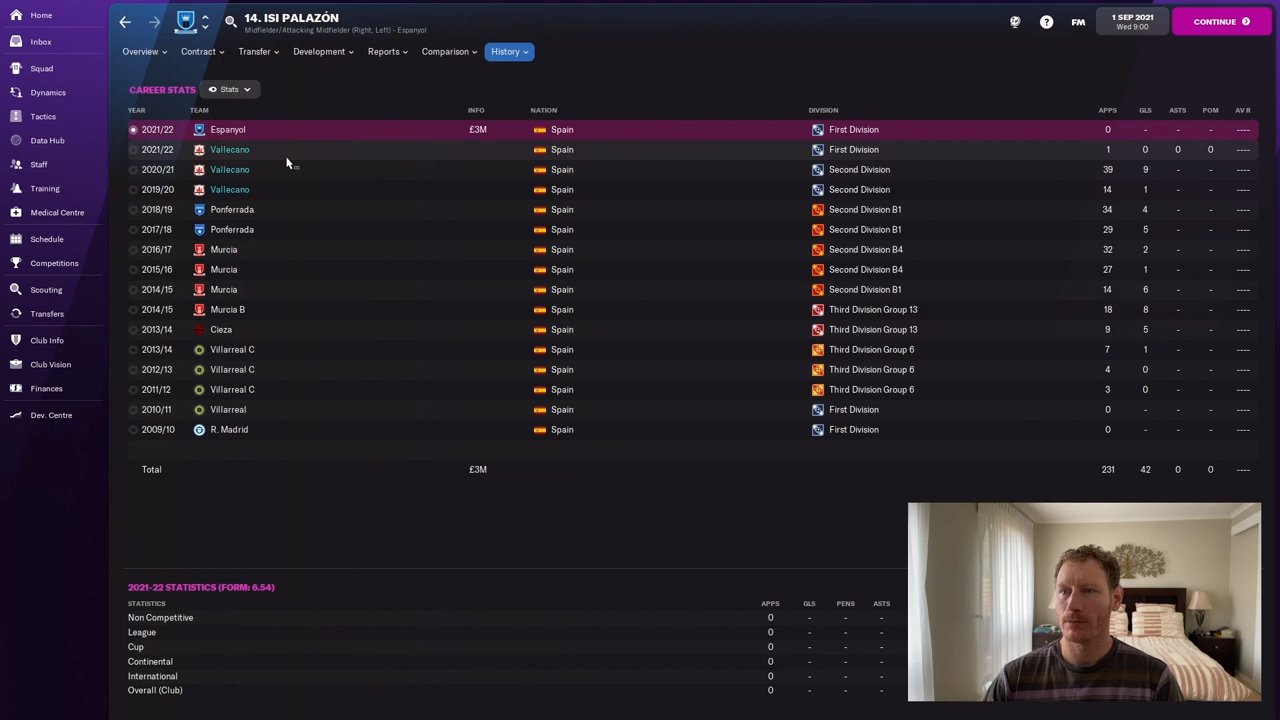 Home
14. ISI PALAZÓN
Midfielder/Attacking Midfielder (Right, Left) - Espanyol
FM
1 SEP 2021
Wed 9:00
CONTINUE
Inbox
Squad
Dynamics
Tactics
Data Hub
Staff
Training
Medical Centre
Schedule
Competitions
Scouting
Transfers
Club Info
Club Vision
Finances
Dev. Centre
Overview Contract Transfer Development Reports Comparison History
CAREER STATS Stats
YEAR TEAM INFO NATION DIVISION APPS GLS ASTS POM AV R
2021/22 Espanyol £3M Spain First Division 0 - - - ----
2021/22 Vallecano Spain First Division 1 0 0 0 ----
2020/21 Vallecano Spain Second Division 39 9 - - ----
2019/20 Vallecano Spain Second Division 14 1 - - ----
2018/19 Ponferrada Spain Second Division B1 34 4 - - ----
2017/18 Ponferrada Spain Second Division B1 29 5 - - ----
2016/17 Murcia Spain Second Division B4 32 2 - - ----
2015/16 Murcia Spain Second Division B4 27 1 - - ----
2014/15 Murcia Spain Second Division B1 14 6 - - ----
2014/15 Murcia B Spain Third Division Group 13 18 8 - - ----
2013/14 Cieza Spain Third Division Group 13 9 5 - - ----
2013/14 Villarreal C Spain Third Division Group 6 7 1 - - ----
2012/13 Villarreal C Spain Third Division Group 6 4 0 - - ----
2011/12 Villarreal C Spain Third Division Group 6 3 0 - - ----
2010/11 Villarreal Spain First Division 0 - - - ----
2009/10 R. Madrid Spain First Division 0 - - - ----
Total £3M 231 42 0 0 ----
2021-22 STATISTICS (FORM: 6.54)
STATISTICS APPS GLS PENS ASTS
Non Competitive 0 - - -
League 0 - - -
Cup 0 - - -
Continental 0 - - -
International 0 - - -
Overall (Club) 0 - - -